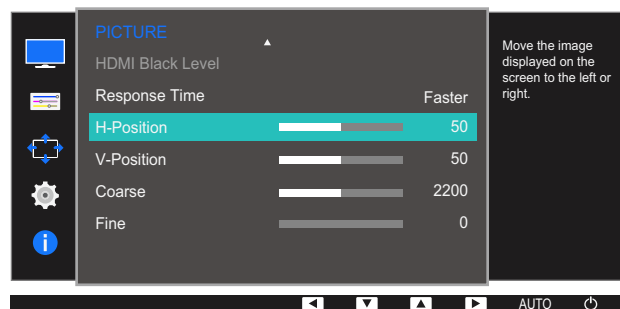 PICTURE
HDMI Black Level
Response Time Faster
H-Position 50
V-Position 50
Coarse 2200
Fine 0
Move the image
displayed on the
screen to the left or
right.
AUTO